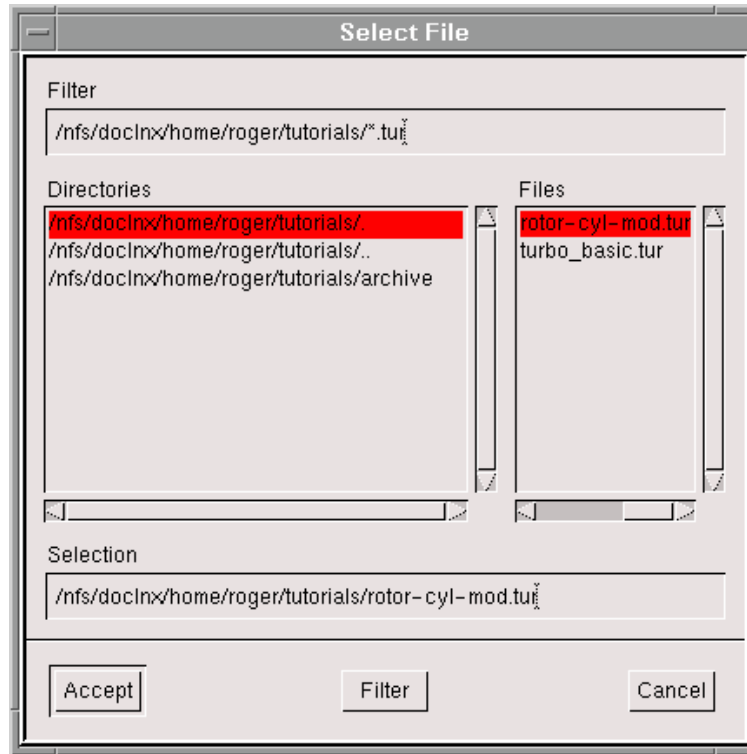 Select File
Filter
/nfs/doclnx/home/roger/tutorials/*.tur
Directories
Files
/nfs/doclnx/home/roger/tutorials/.
/nfs/doclnx/home/roger/tutorials/..
/nfs/doclnx/home/roger/tutorials/archive
rotor-cyl-mod.tur
turbo_basic.tur
Selection
/nfs/doclnx/home/roger/tutorials/rotor-cyl-mod.tur
Accept Filter Cancel